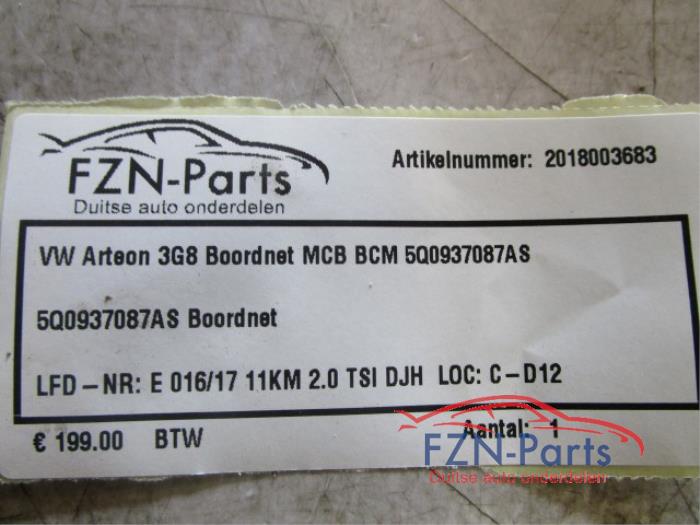 FZN-Parts
Duitse auto onderdelen
Artikelnummer: 2018003683
VW Arteon 3G8 Boordnet MCB BCM 5Q0937087AS
5Q0937087AS Boordnet
LFD-NR: E 016/17 11KM 2.0 TSI DJH LOC: C-D12
€ 199.00 BTW Aantal: 1
FZN-Parts
Duitse auto onderdelen